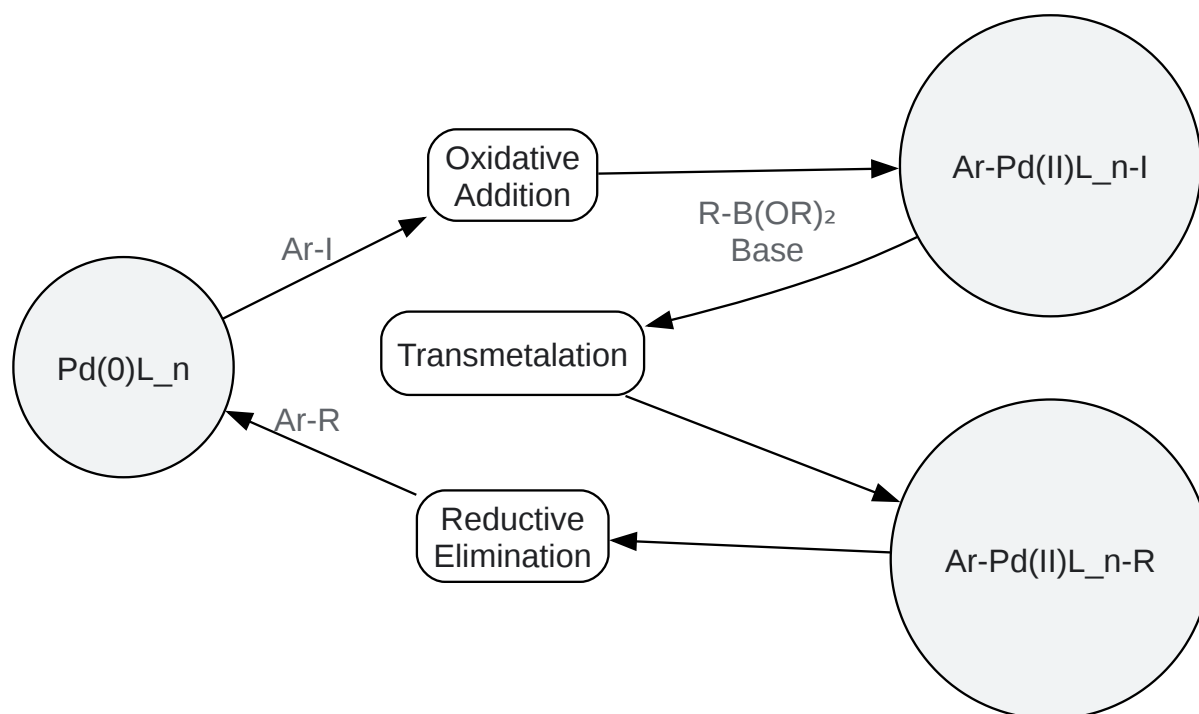 Oxidative
Addition
Ar-Pd(II)L_n-I
R-B(OR)₂
Base
Ar-I
Transmetalation
Pd(0)L_n
Ar-R
Reductive
Elimination
Ar-Pd(II)L_n-R